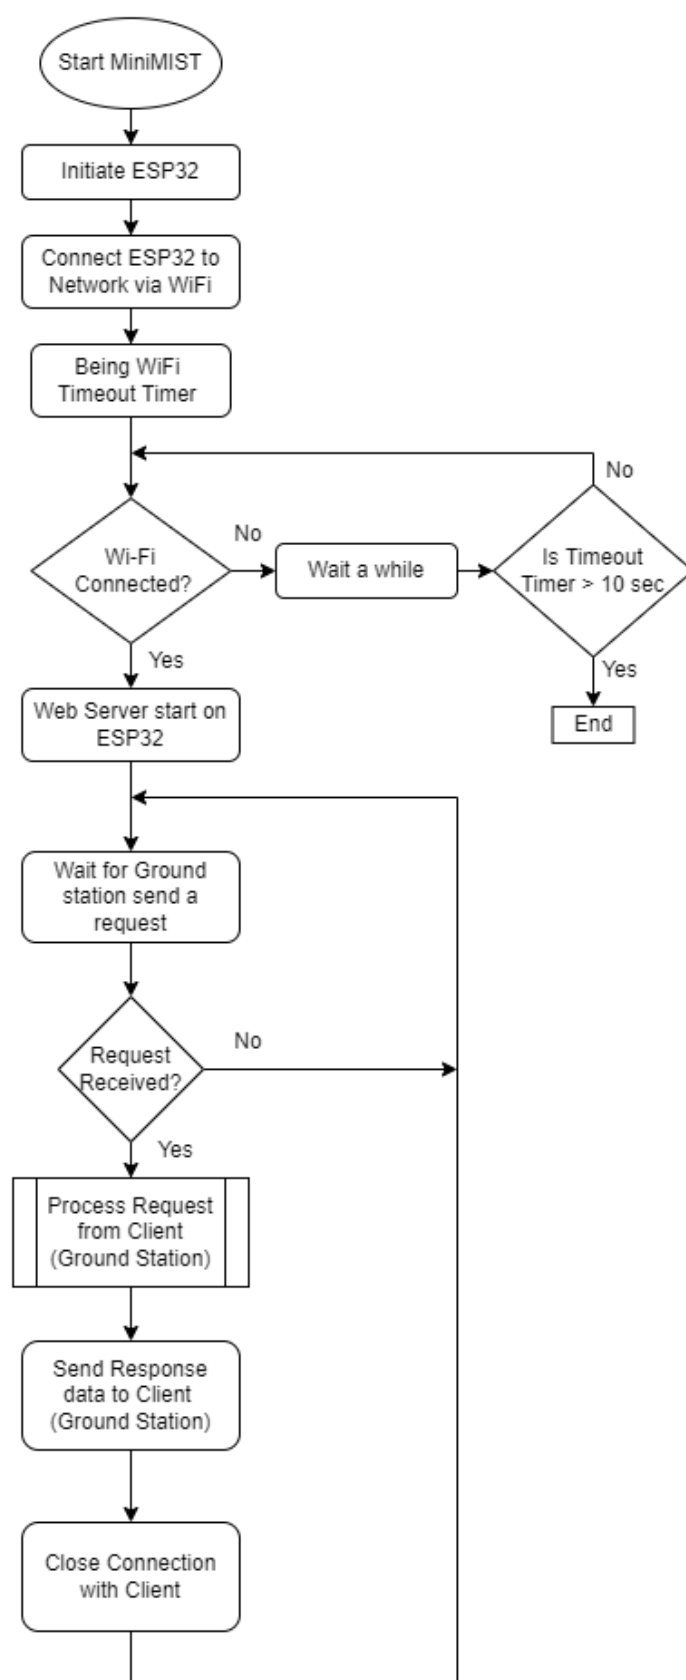 Start MiniMIST
Initiate ESP32
Connect ESP32 to
Network via WiFi
Being WiFi
Timeout Timer
No
Wi-Fi
Connected?
No
Wait a while
Is Timeout
Timer > 10 sec
Yes
Yes
End
Web Server start on
ESP32
Wait for Ground
station send a
request
Request
Received?
No
Yes
Process Request
from Client
(Ground Station)
Send Response
data to Client
(Ground Station)
Close Connection
with Client